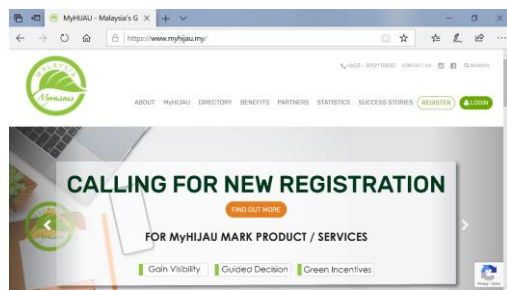 MyHIJAU - Malaysia's G
https://www.myhijau.my/
+603 - 8921 0800 CONTACT US SEARCH
MALAYSIA
MyHIJAU
ABOUT MyHIJAU DIRECTORY BENEFITS PARTNERS STATISTICS SUCCESS STORIES REGISTER LOGIN
CALLING FOR NEW REGISTRATION
FIND OUT MORE
FOR MyHIJAU MARK PRODUCT / SERVICES
Gain Visibility Guided Decision Green Incentives
Privacy - Terms